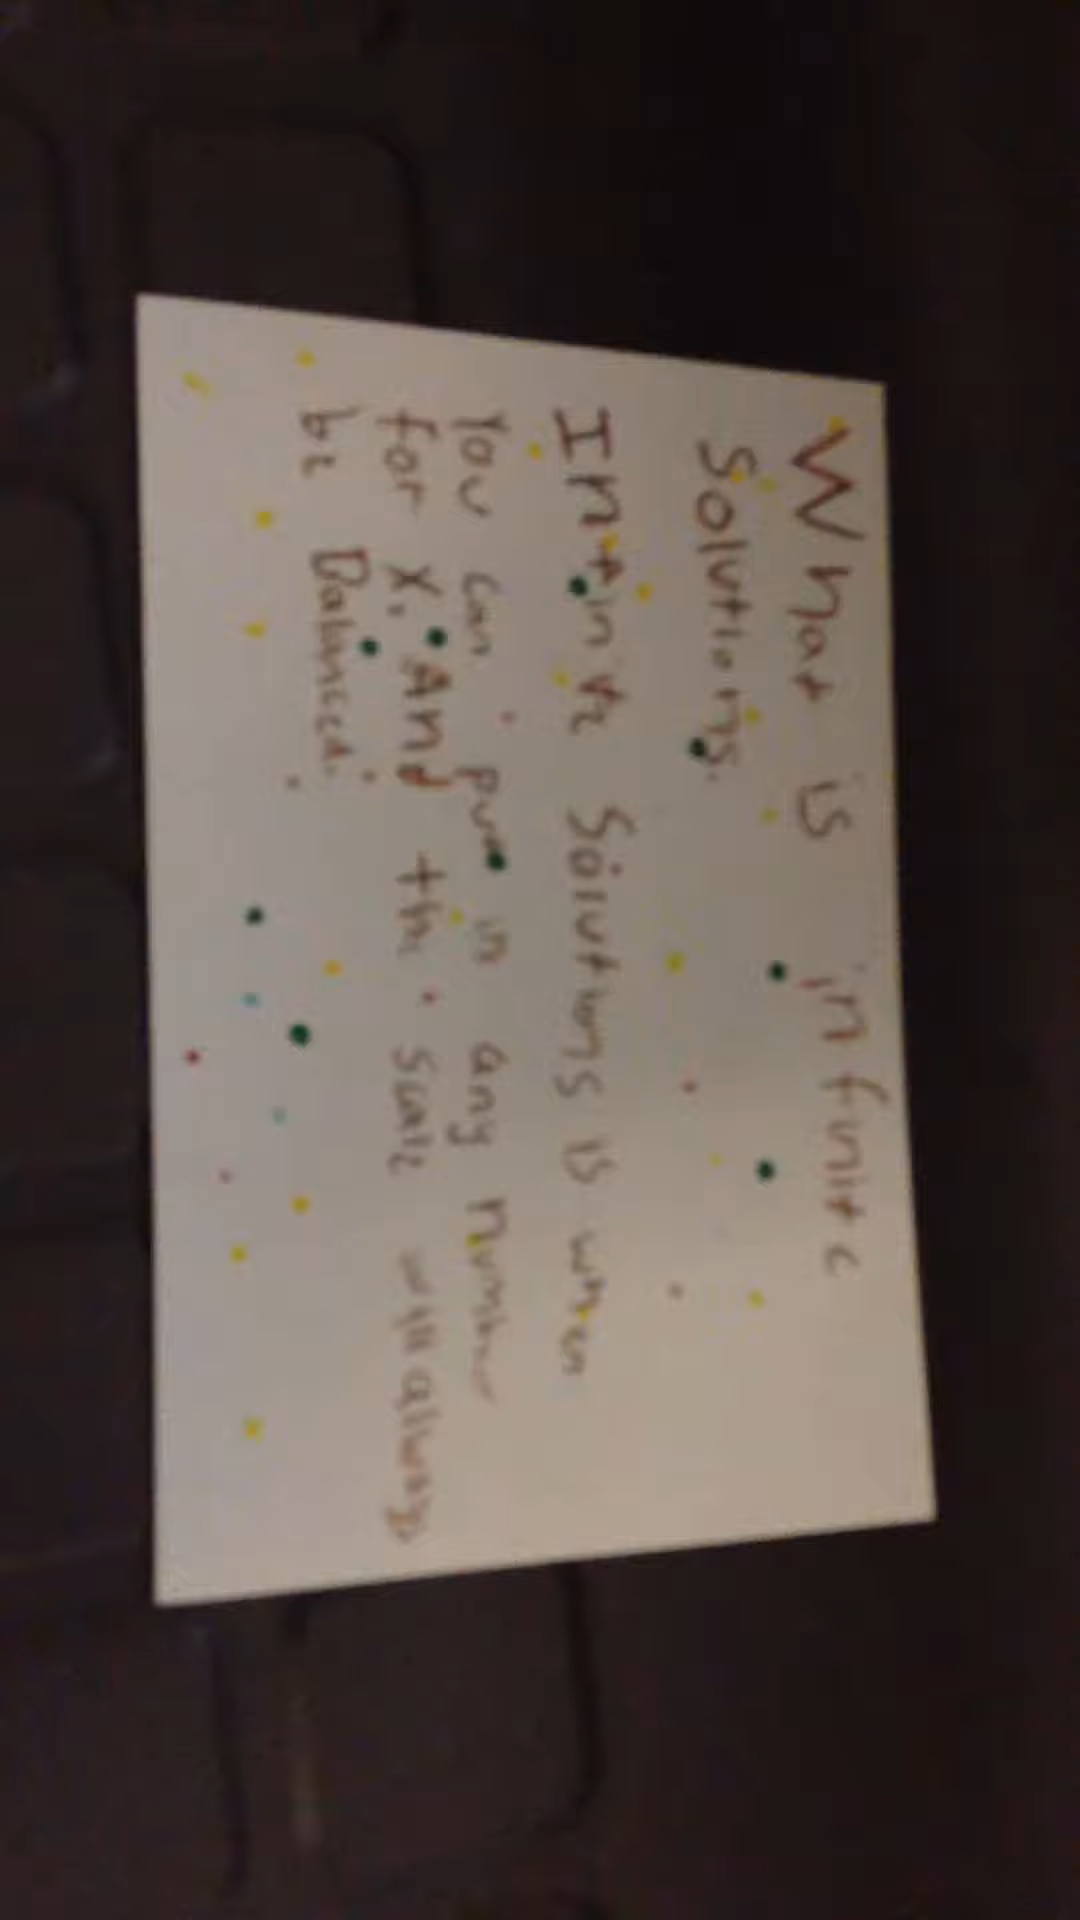 What is infinite
Solutions.
Infinite Solutions is when
You can put in any number
for x. And the scale will always
be Balanced.